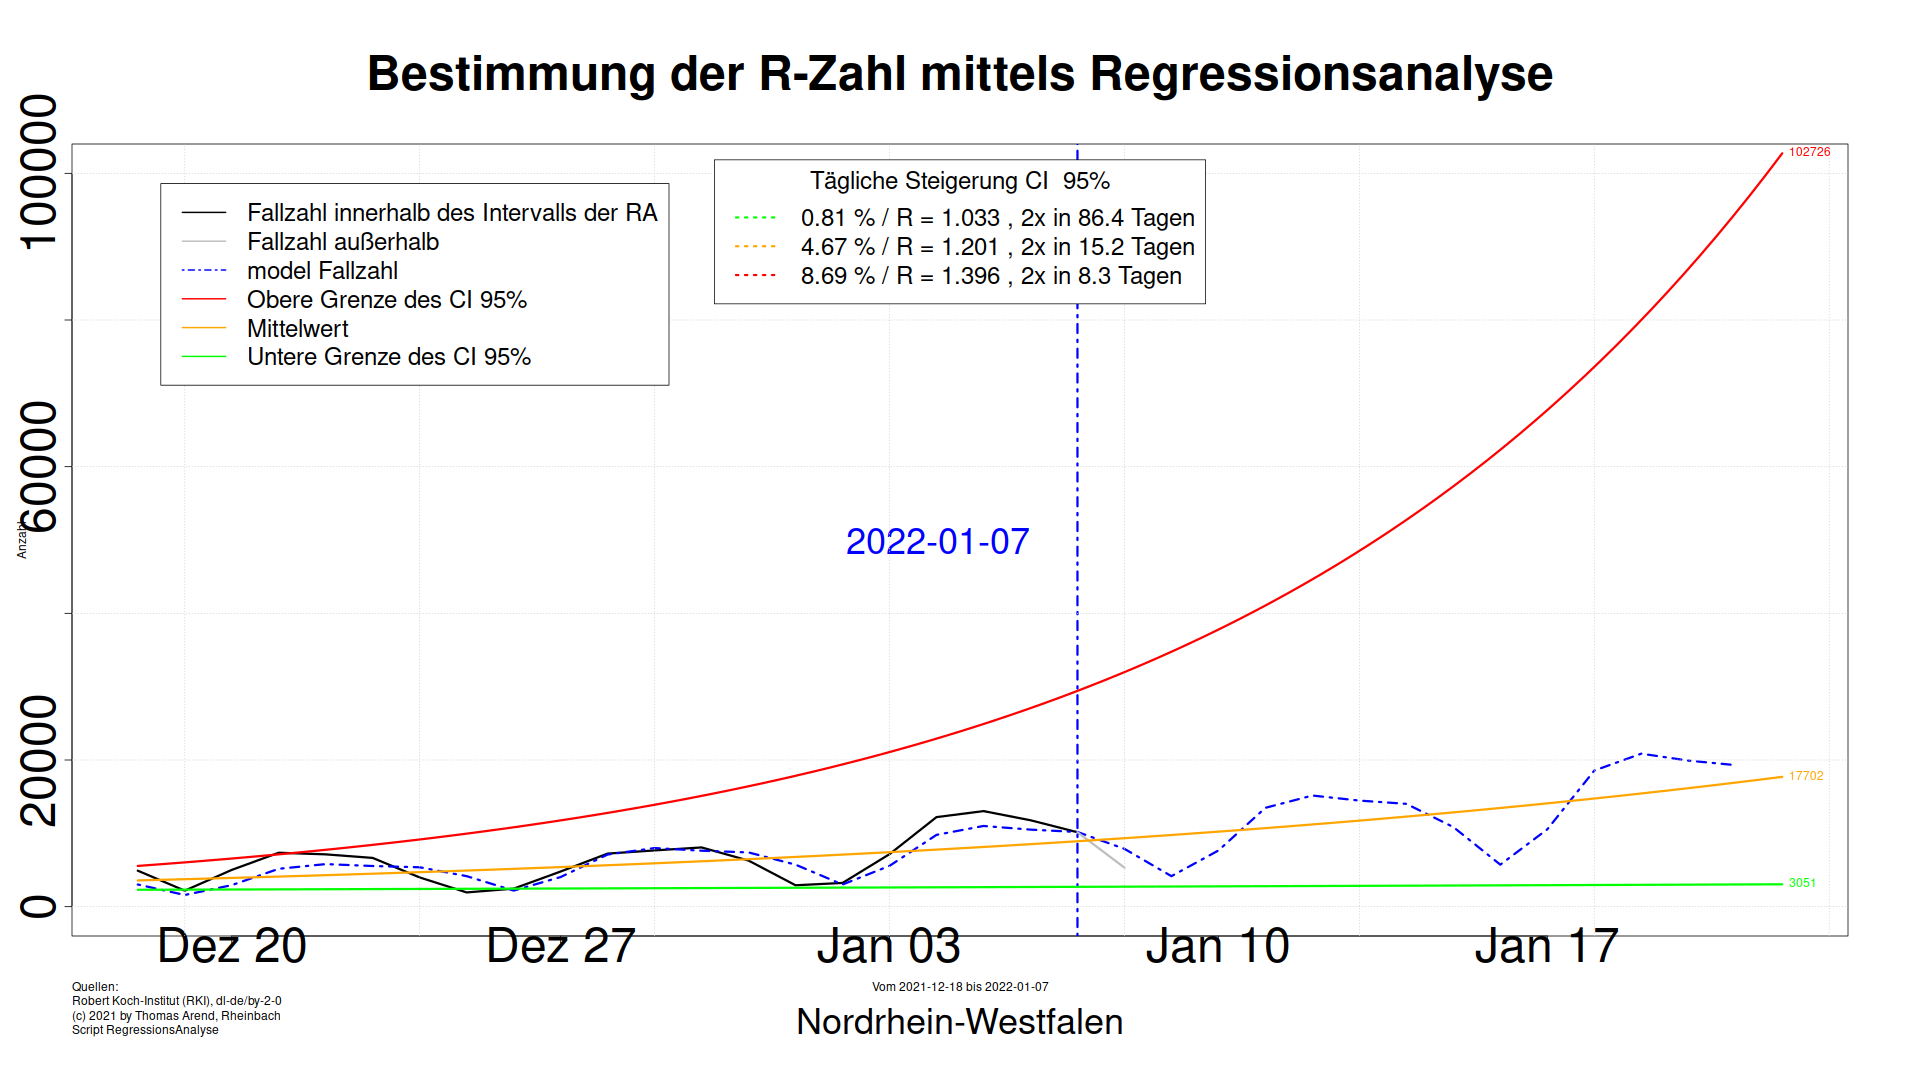 Bestimmung der R-Zahl mittels Regressionsanalyse
102726
Tägliche Steigerung CI  95%
0.81 % / R = 1.033 , 2x in 86.4 Tagen
4.67 % / R = 1.201 , 2x in 15.2 Tagen
8.69 % / R = 1.396 , 2x in 8.3 Tagen
Fallzahl innerhalb des Intervalls der RA
Fallzahl außerhalb
model Fallzahl
Obere Grenze des CI 95%
Mittelwert
Untere Grenze des CI 95%
100000
60000
20000
0
Anzahl
2022-01-07
17702
3051
Dez 20
Dez 27
Jan 03
Jan 10
Jan 17
Quellen:
Robert Koch-Institut (RKI), dl-de/by-2-0
(c) 2021 by Thomas Arend, Rheinbach
Script RegressionsAnalyse
Vom 2021-12-18 bis 2022-01-07
Nordrhein-Westfalen